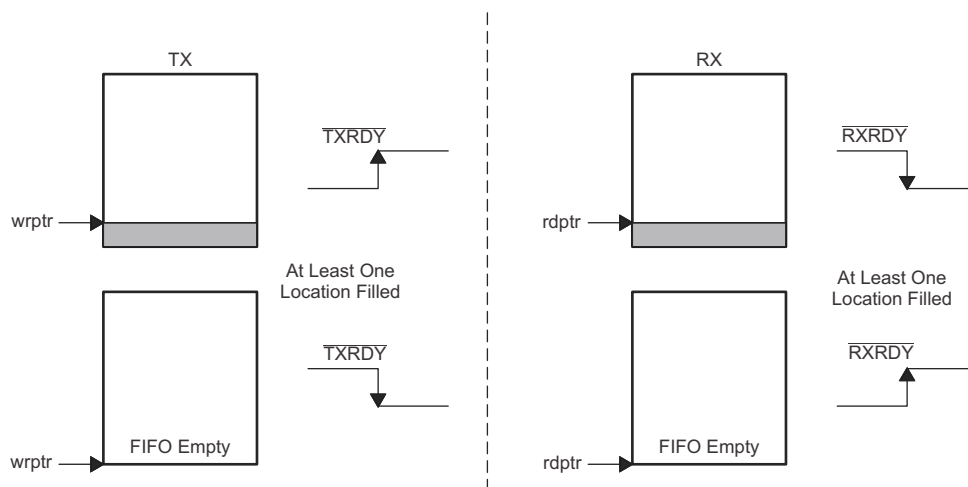 TX
TXRDY
wrptr
At Least One
Location Filled
TXRDY
FIFO Empty
wrptr
RX
RXRDY
rdptr
At Least One
Location Filled
RXRDY
FIFO Empty
rdptr